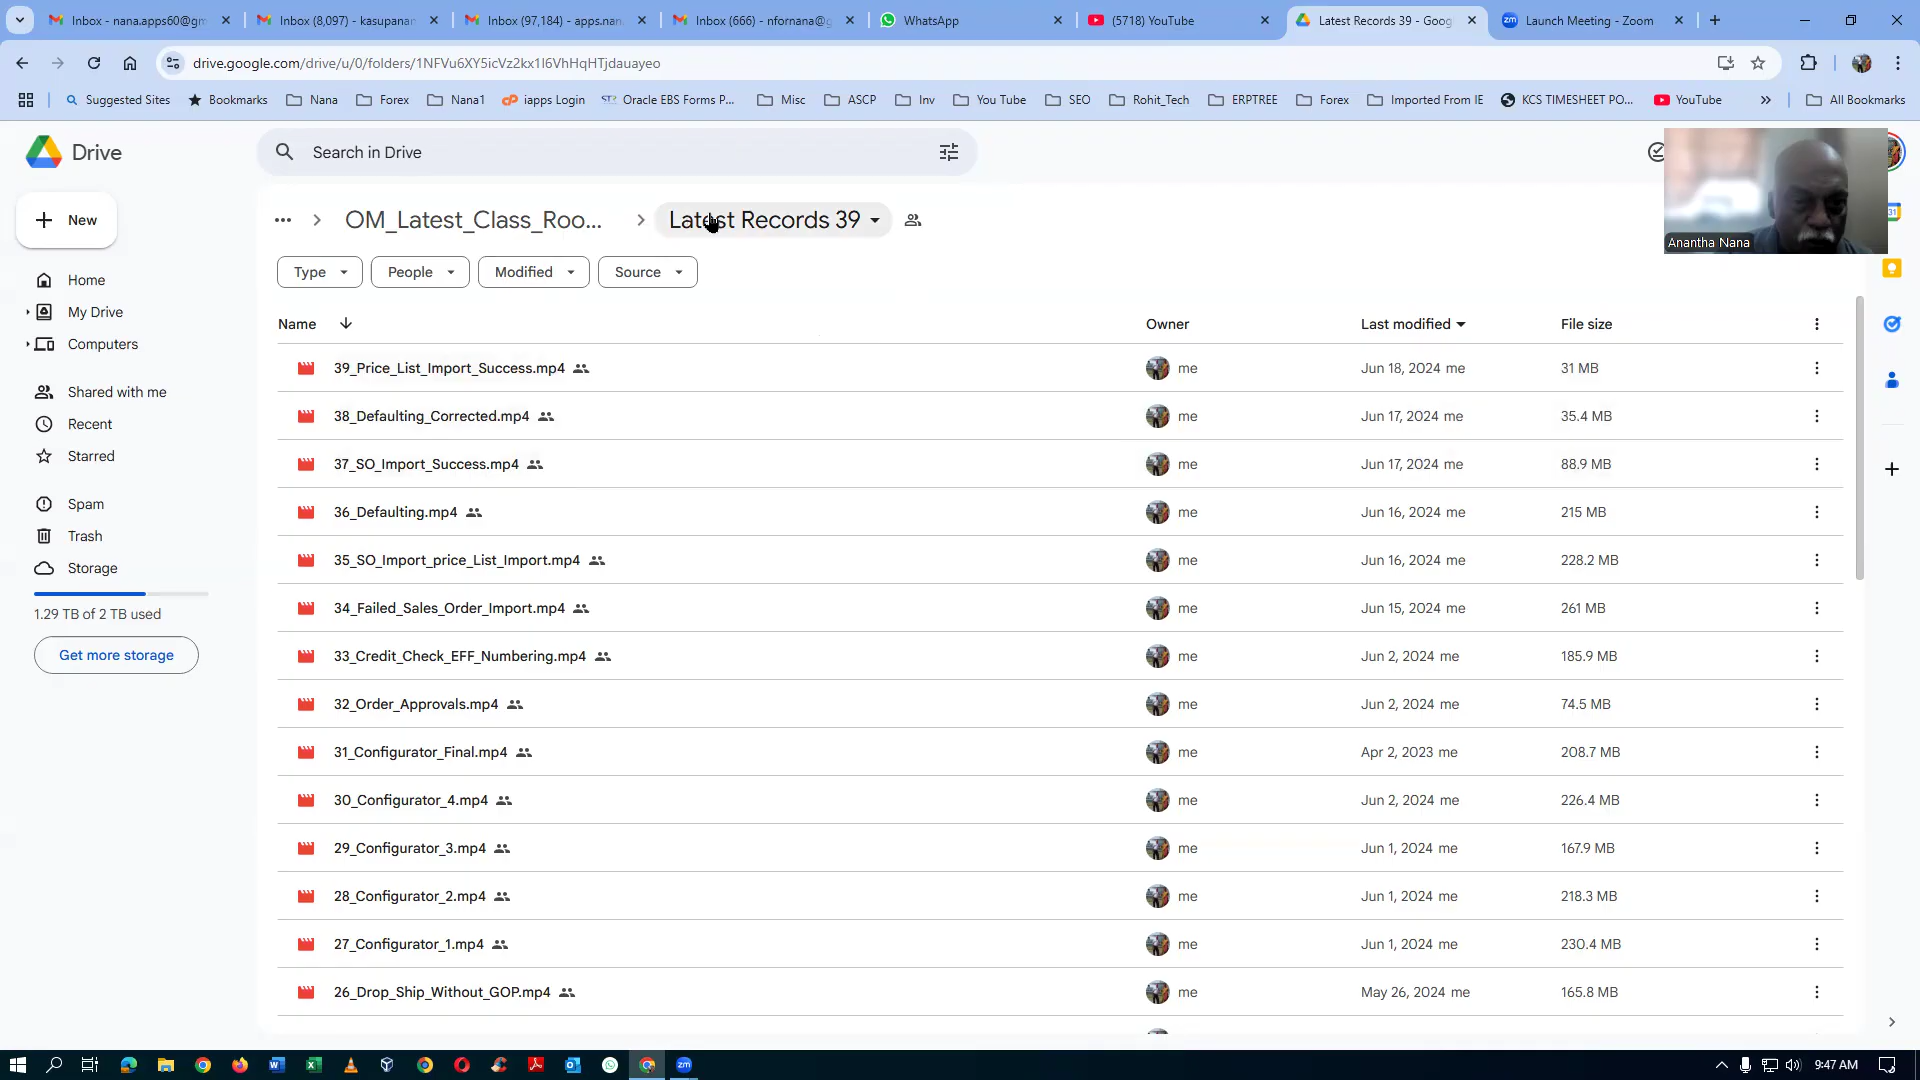 Inbox - nana.apps60@gm
Inbox (8,097) - kasupanan
Inbox (97,184) - apps.nan
Inbox (666) - nfornana@g
WhatsApp
(5718) YouTube
Latest Records 39 - Goog
Launch Meeting - Zoom
drive.google.com/drive/u/0/folders/1NFVu6XY5icVz2kx1I6VhHqHTjdauayeo
Suggested Sites
Bookmarks
Nana
Forex
Nana1
iapps Login
Oracle EBS Forms P...
Misc
ASCP
Inv
You Tube
SEO
Rohit_Tech
ERPTREE
Forex
Imported From IE
KCS TIMESHEET PO...
YouTube
All Bookmarks
Drive
Search in Drive
New
OM_Latest_Class_Roo...
Latest Records 39
Anantha Nana
Type
People
Modified
Source
Home
My Drive
Computers
Shared with me
Recent
Starred
Spam
Trash
Storage
1.29 TB of 2 TB used
Get more storage
Name Owner Last modified File size
39_Price_List_Import_Success.mp4 me Jun 18, 2024 me 31 MB
38_Defaulting_Corrected.mp4 me Jun 17, 2024 me 35.4 MB
37_SO_Import_Success.mp4 me Jun 17, 2024 me 88.9 MB
36_Defaulting.mp4 me Jun 16, 2024 me 215 MB
35_SO_Import_price_List_Import.mp4 me Jun 16, 2024 me 228.2 MB
34_Failed_Sales_Order_Import.mp4 me Jun 15, 2024 me 261 MB
33_Credit_Check_EFF_Numbering.mp4 me Jun 2, 2024 me 185.9 MB
32_Order_Approvals.mp4 me Jun 2, 2024 me 74.5 MB
31_Configurator_Final.mp4 me Apr 2, 2023 me 208.7 MB
30_Configurator_4.mp4 me Jun 2, 2024 me 226.4 MB
29_Configurator_3.mp4 me Jun 1, 2024 me 167.9 MB
28_Configurator_2.mp4 me Jun 1, 2024 me 218.3 MB
27_Configurator_1.mp4 me Jun 1, 2024 me 230.4 MB
26_Drop_Ship_Without_GOP.mp4 me May 26, 2024 me 165.8 MB
9:47 AM